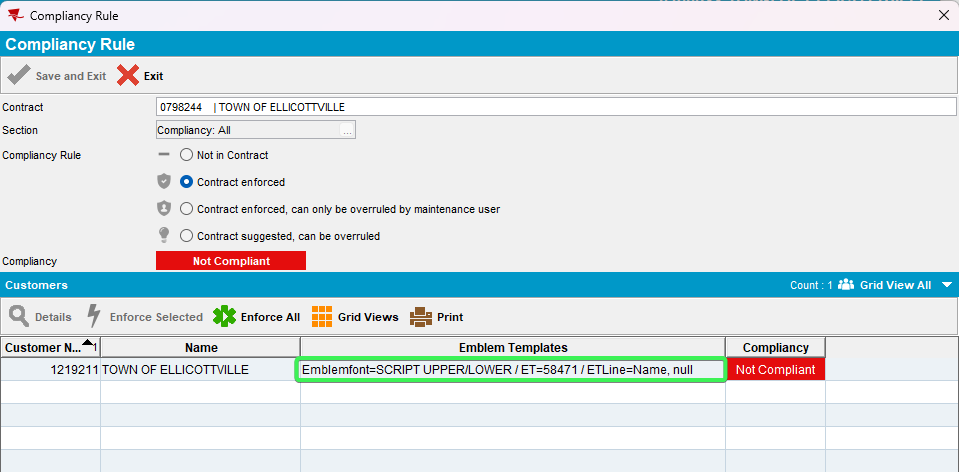 Compliancy Rule
Compliancy Rule
Save and Exit Exit
Contract 0798244 | TOWN OF ELLICOTTVILLE
Section Compliancy: All ...
Compliancy Rule Not in Contract
Contract enforced
Contract enforced, can only be overruled by maintenance user
Contract suggested, can be overruled
Compliancy Not Compliant
Customers Count : 1 Grid View All
Details Enforce Selected Enforce All Grid Views Print
Customer N... 1 Name Emblem Templates Compliancy
1219211 TOWN OF ELLICOTTVILLE Emblemfont=SCRIPT UPPER/LOWER / ET=58471 / ETLine=Name, null Not Compliant